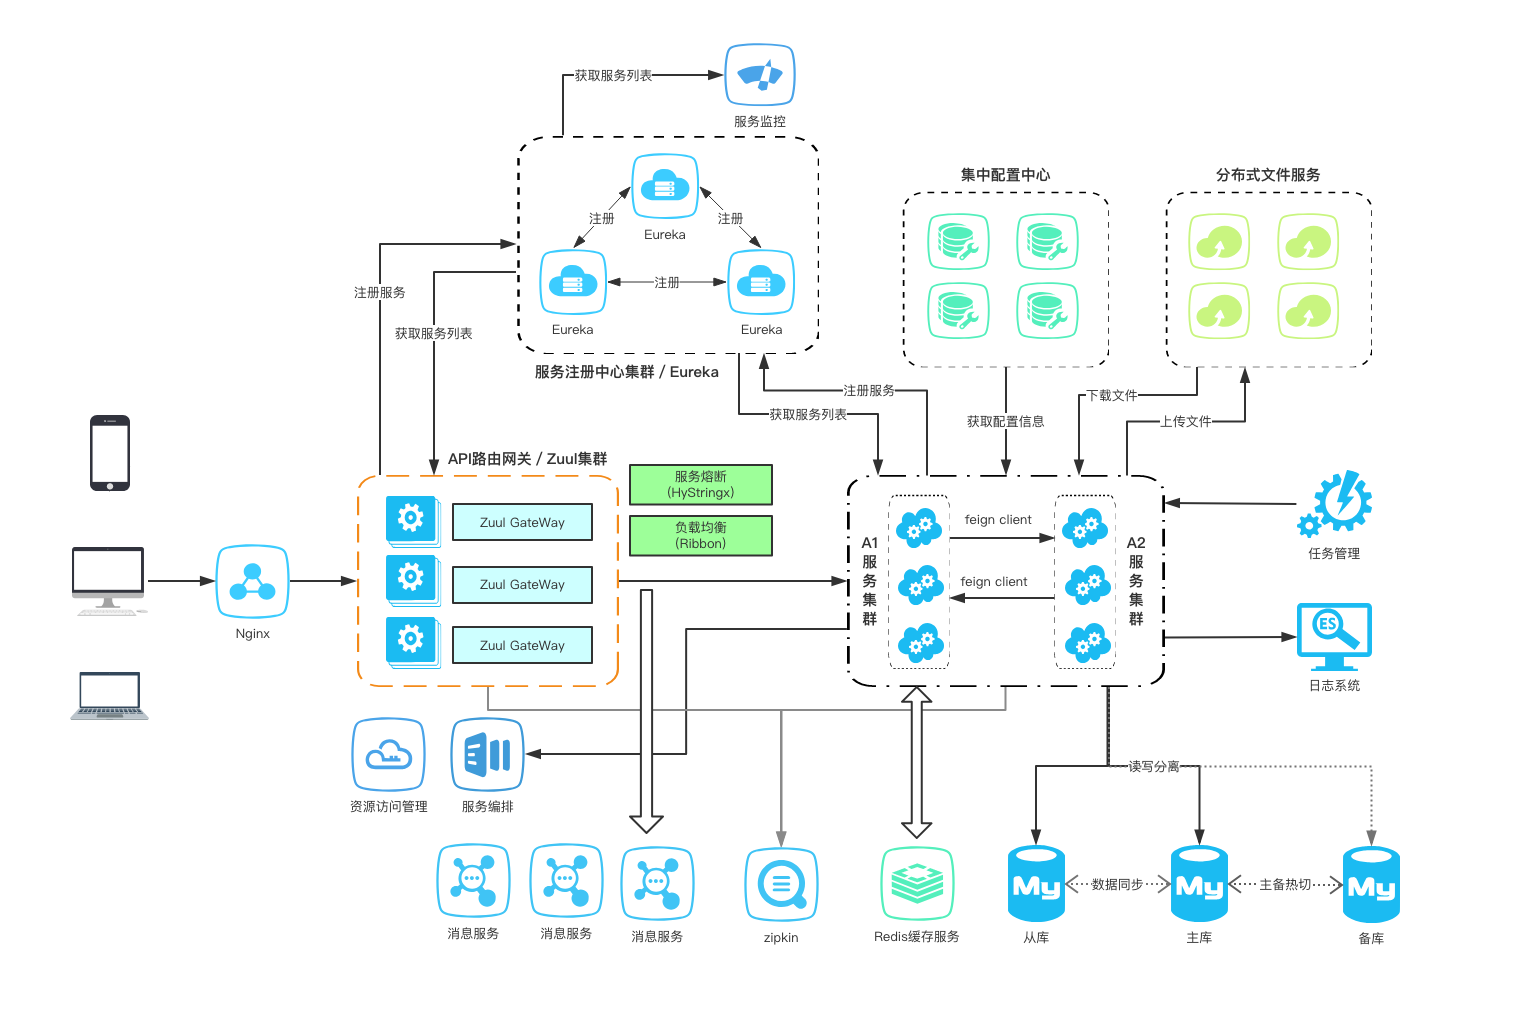 获取服务列表
服务监控
注册
注册
Eureka
注册
Eureka
Eureka
服务注册中心集群 / Eureka
集中配置中心
分布式文件服务
注册服务
获取服务列表
注册服务
获取服务列表
获取配置信息
下载文件
上传文件
API路由网关 / Zuul集群
服务熔断
(HyStringx)
负载均衡
(Ribbon)
Zuul GateWay
Zuul GateWay
Zuul GateWay
Nginx
A1
服
务
集
群
feign client
feign client
A2
服
务
集
群
任务管理
ES
日志系统
资源访问管理
服务编排
读写分离
消息服务
消息服务
消息服务
zipkin
Redis缓存服务
My
数据同步
My
主备热切
My
从库
主库
备库